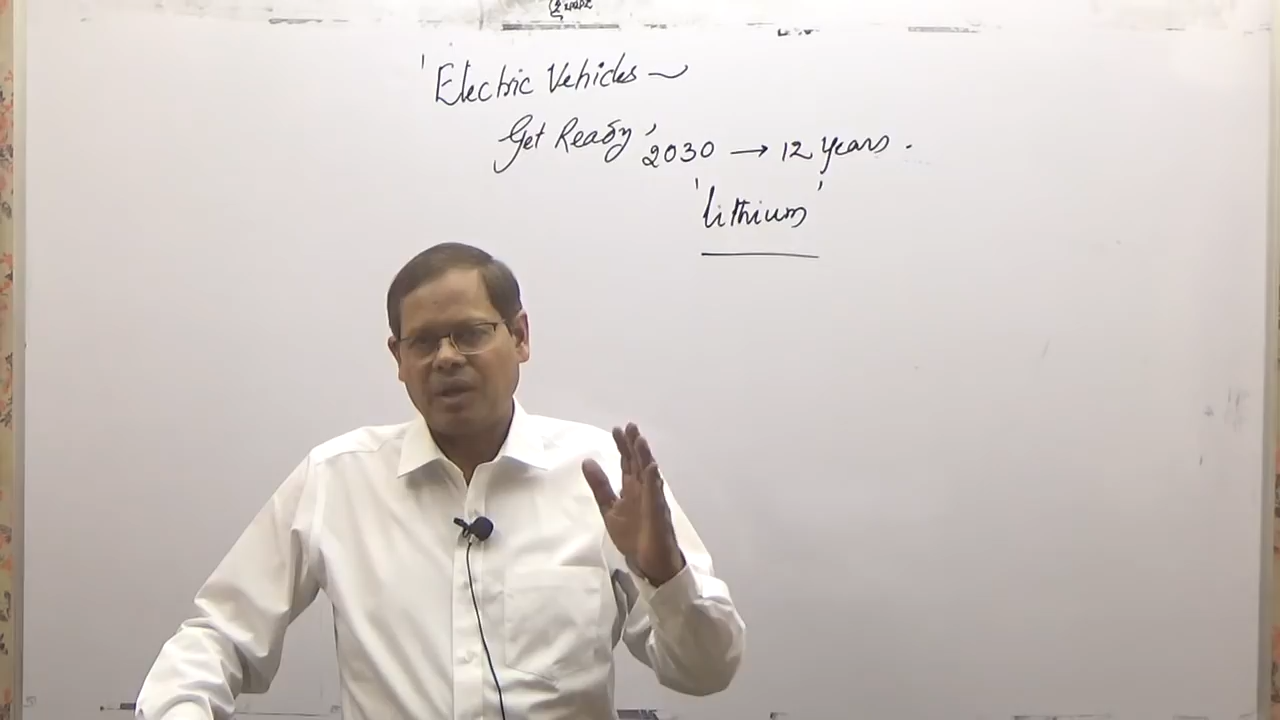 'Electric Vehicles ~
Get Ready' 2030 → 12 years.
'Lithium'